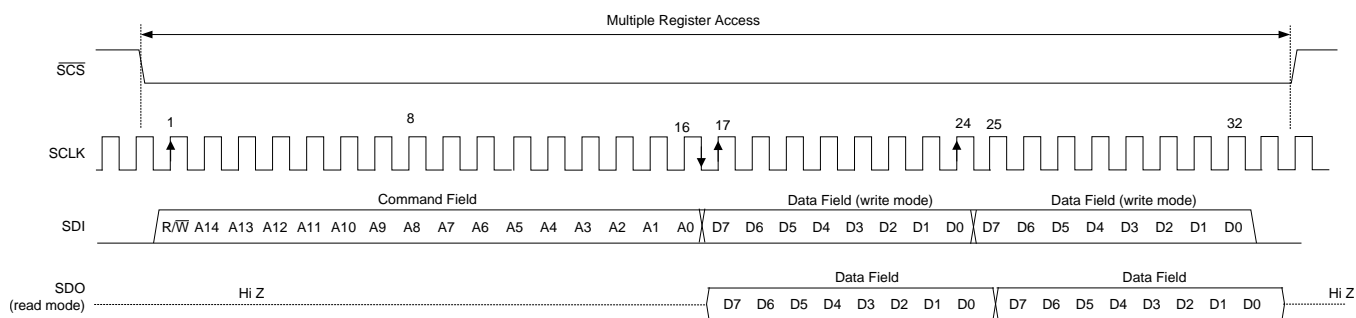 Multiple Register Access
SCS
1 8 16 17 24 25 32
SCLK
Command Field Data Field (write mode) Data Field (write mode)
SDI R/W A14 A13 A12 A11 A10 A9 A8 A7 A6 A5 A4 A3 A2 A1 A0 D7 D6 D5 D4 D3 D2 D1 D0 D7 D6 D5 D4 D3 D2 D1 D0
Data Field Data Field
SDO
(read mode)
Hi Z Hi Z
D7 D6 D5 D4 D3 D2 D1 D0 D7 D6 D5 D4 D3 D2 D1 D0